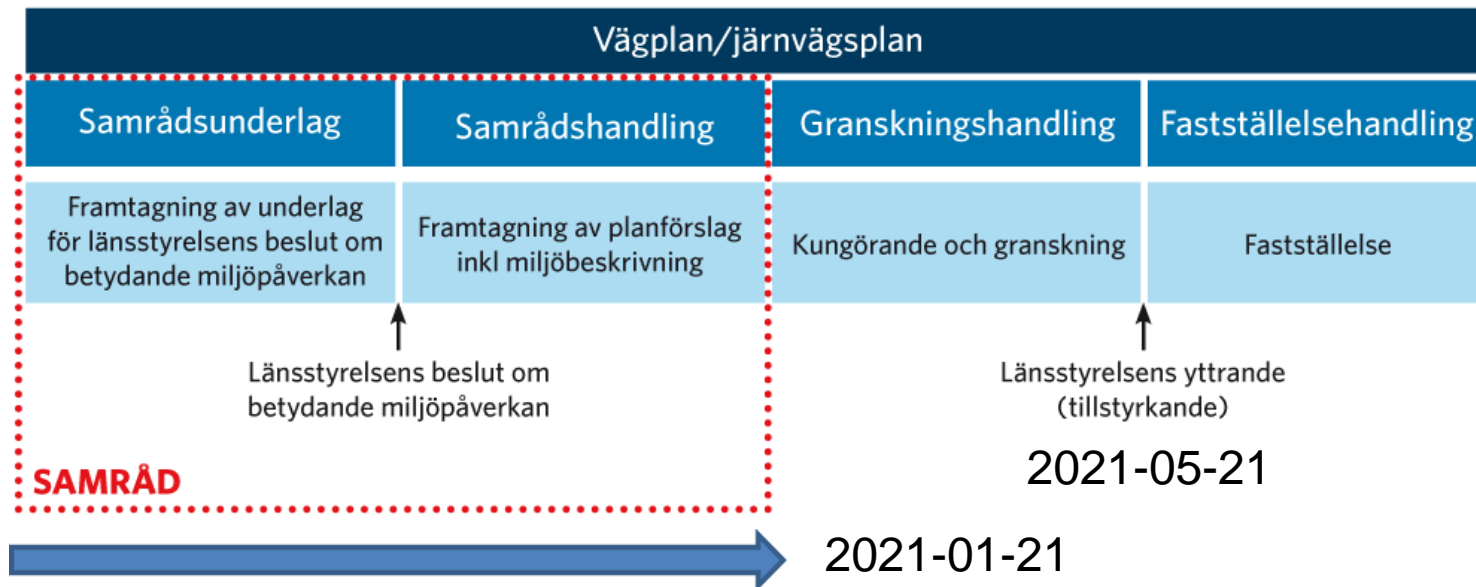 Vägplan/järnvägsplan
Samrådsunderlag
Samrådshandling
Granskningshandling
Fastställelsehandling
Framtagning av underlag
för länsstyrelsens beslut om
betydande miljöpåverkan
Framtagning av planförslag
inkl miljöbeskrivning
Kungörande och granskning
Fastställelse
Länsstyrelsens beslut om
betydande miljöpåverkan
Länsstyrelsens yttrande
(tillstyrkande)
2021-05-21
SAMRÅD
2021-01-21